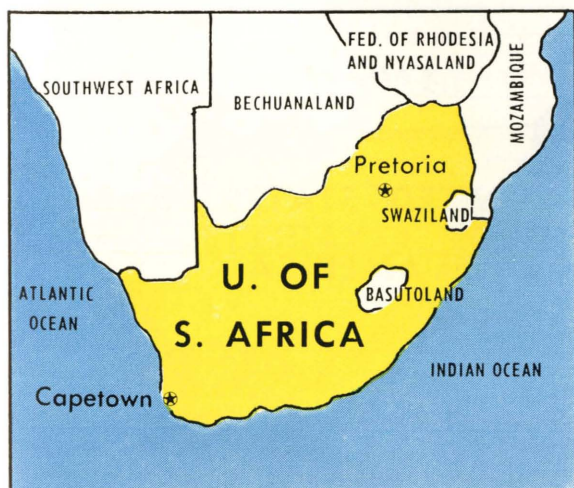 FED. OF RHODESIA
AND NYASALAND
SOUTHWEST AFRICA
BECHUANALAND
MOZAMBIQUE
Pretoria
SWAZILAND
U. OF
S. AFRICA
BASUTOLAND
ATLANTIC
OCEAN
INDIAN OCEAN
Capetown